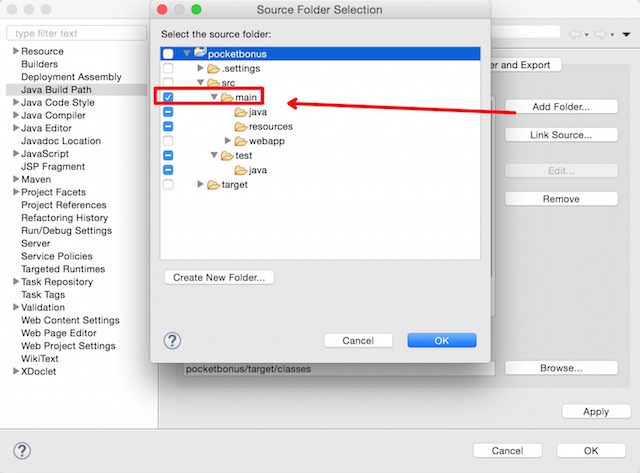 Source Folder Selection
type filter text
Resource
Builders
Deployment Assembly
Java Build Path
Java Code Style
Java Compiler
Java Editor
Javadoc Location
JavaScript
JSP Fragment
Maven
Project Facets
Project References
Refactoring History
Run/Debug Settings
Server
Service Policies
Targeted Runtimes
Task Repository
Task Tags
Validation
Web Content Settings
Web Page Editor
Web Project Settings
WikiText
XDoclet
Select the source folder:
pocketbonus
.settings
src
main
java
resources
webapp
test
java
target
Create New Folder...
Cancel
OK
and Export
Add Folder...
Link Source...
Edit...
Remove
pocketbonus/target/classes
Browse...
Apply
Cancel
OK